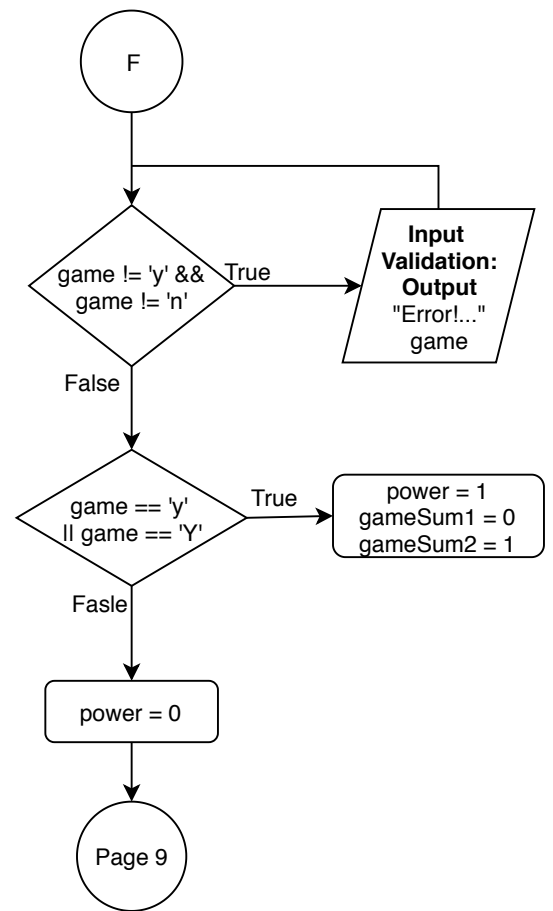 F
game != 'y' &&
game != 'n'
True
Input
Validation:
Output
"Error!..."
game
False
game == 'y'
|| game == 'Y'
True
power = 1
gameSum1 = 0
gameSum2 = 1
Fasle
power = 0
Page 9